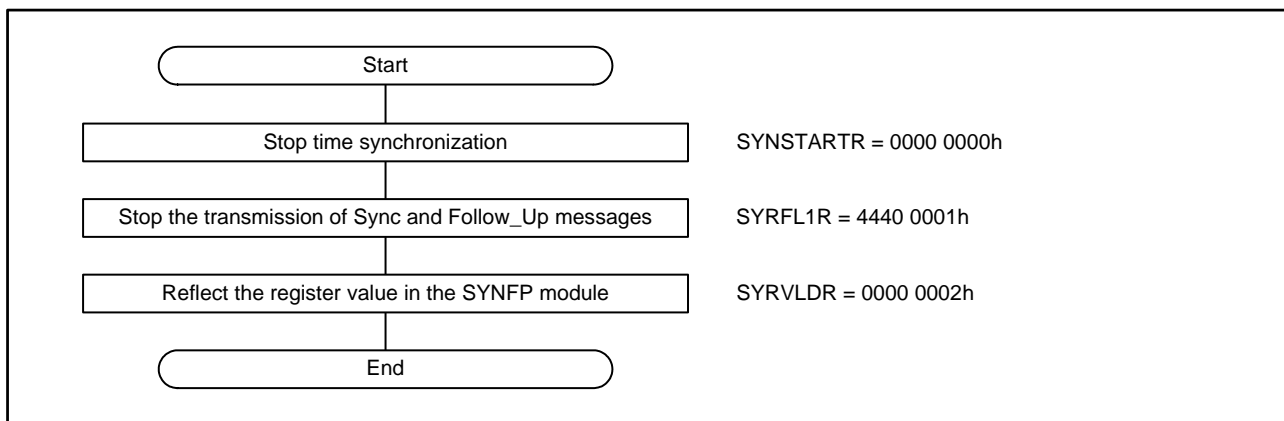 Start
Stop time synchronization SYNSTARTR = 0000 0000h
Stop the transmission of Sync and Follow_Up messages SYRFL1R = 4440 0001h
Reflect the register value in the SYNFP module SYRVLDR = 0000 0002h
End